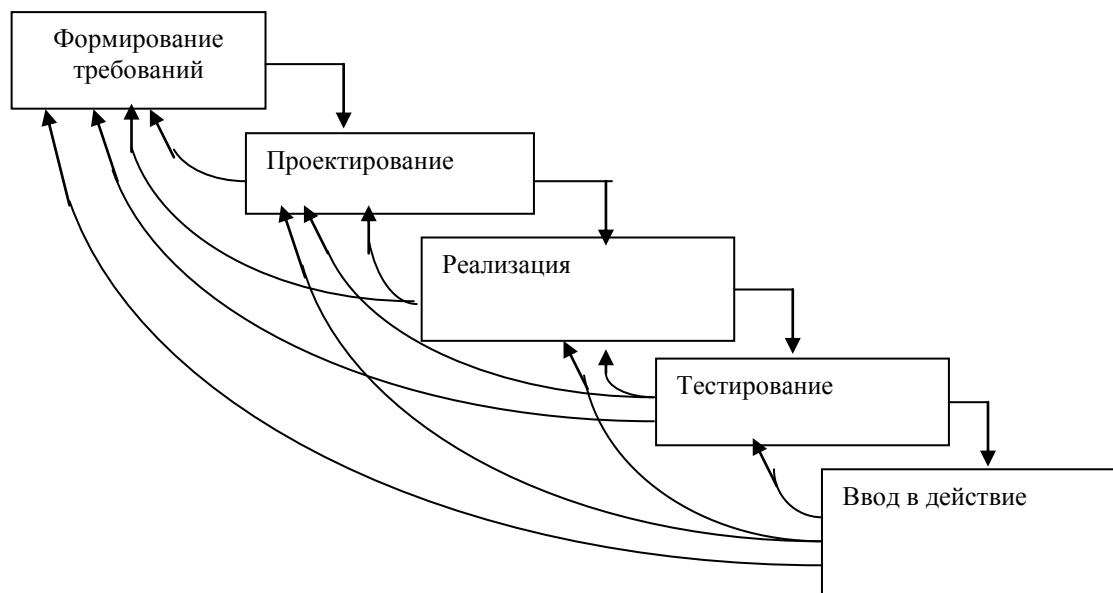 Формирование
требований
Проектирование
Реализация
Тестирование
Ввод в действие